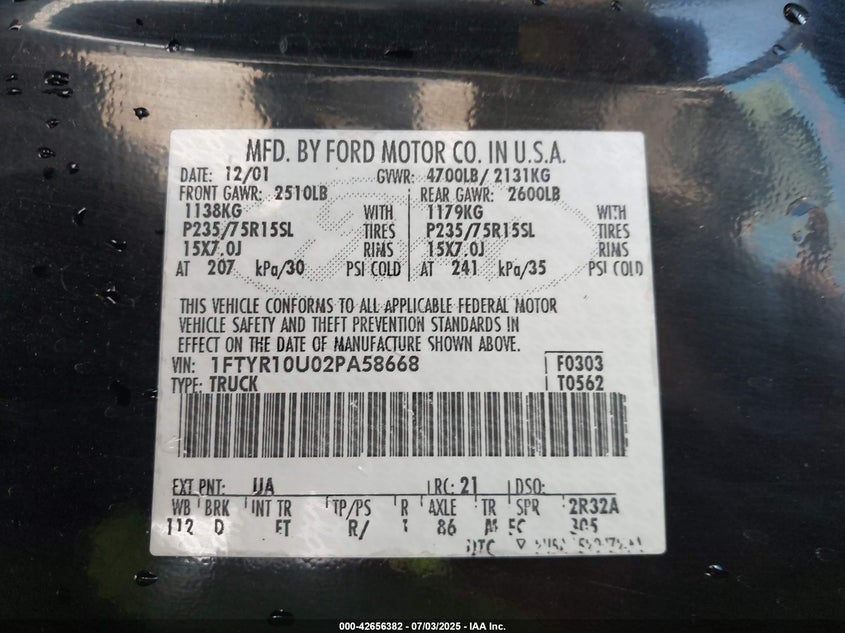 MFD. BY FORD MOTOR CO. IN U.S.A.
DATE: 12/01 GVWR: 4700LB/ 2131KG
FRONT GAWR: 2510LB REAR GAWR: 2600LB
1138KG WITH 1179KG WITH
P235/75R15SL TIRES P235/75R15SL TIRES
15X7.0J RIMS 15X7.0J RIMS
AT 207 kPa/30 PSI COLD AT 241 kPa/35 PSI COLD
THIS VEHICLE CONFORMS TO ALL APPLICABLE FEDERAL MOTOR
VEHICLE SAFETY AND THEFT PREVENTION STANDARDS IN
EFFECT ON THE DATE OF MANUFACTURE SHOWN ABOVE.
VIN: 1FTYR10U02PA58668 F0303
TYPE: TRUCK T0562
EXT PNT: UA RC: 21 DSO:
WB BRK INT TR TP/PS R AXLE TR SPR 2R32A
112 D FT R/ 86
UTC
000-42656382 - 07/03/2025 - IAA Inc.